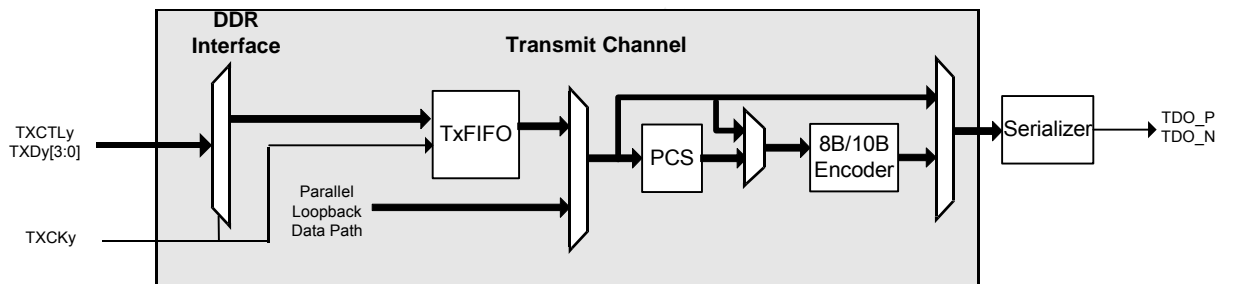 DDR
Interface
Transmit Channel
TXCTLy
TXDy[3:0]
TxFIFO
PCS
8B/10B
Encoder
Serializer
TDO_P
TDO_N
Parallel
Loopback
Data Path
TXCKy